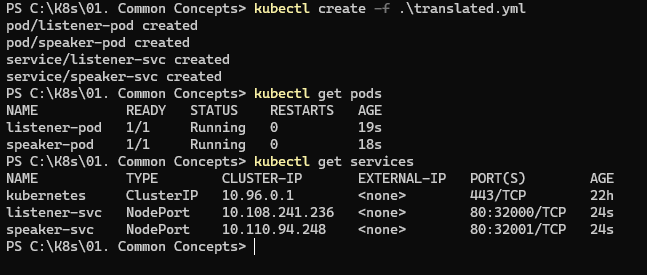 PS C:\K8s\01. Common Concepts> kubectl create -f .\translated.yml
pod/listener-pod created
pod/speaker-pod created
service/listener-svc created
service/speaker-svc created
PS C:\K8s\01. Common Concepts> kubectl get pods
NAME READY STATUS RESTARTS AGE
listener-pod 1/1 Running 0 19s
speaker-pod 1/1 Running 0 18s
PS C:\K8s\01. Common Concepts> kubectl get services
NAME TYPE CLUSTER-IP EXTERNAL-IP PORT(S) AGE
kubernetes ClusterIP 10.96.0.1 <none> 443/TCP 22h
listener-svc NodePort 10.108.241.236 <none> 80:32000/TCP 24s
speaker-svc NodePort 10.110.94.248 <none> 80:32001/TCP 24s
PS C:\K8s\01. Common Concepts>